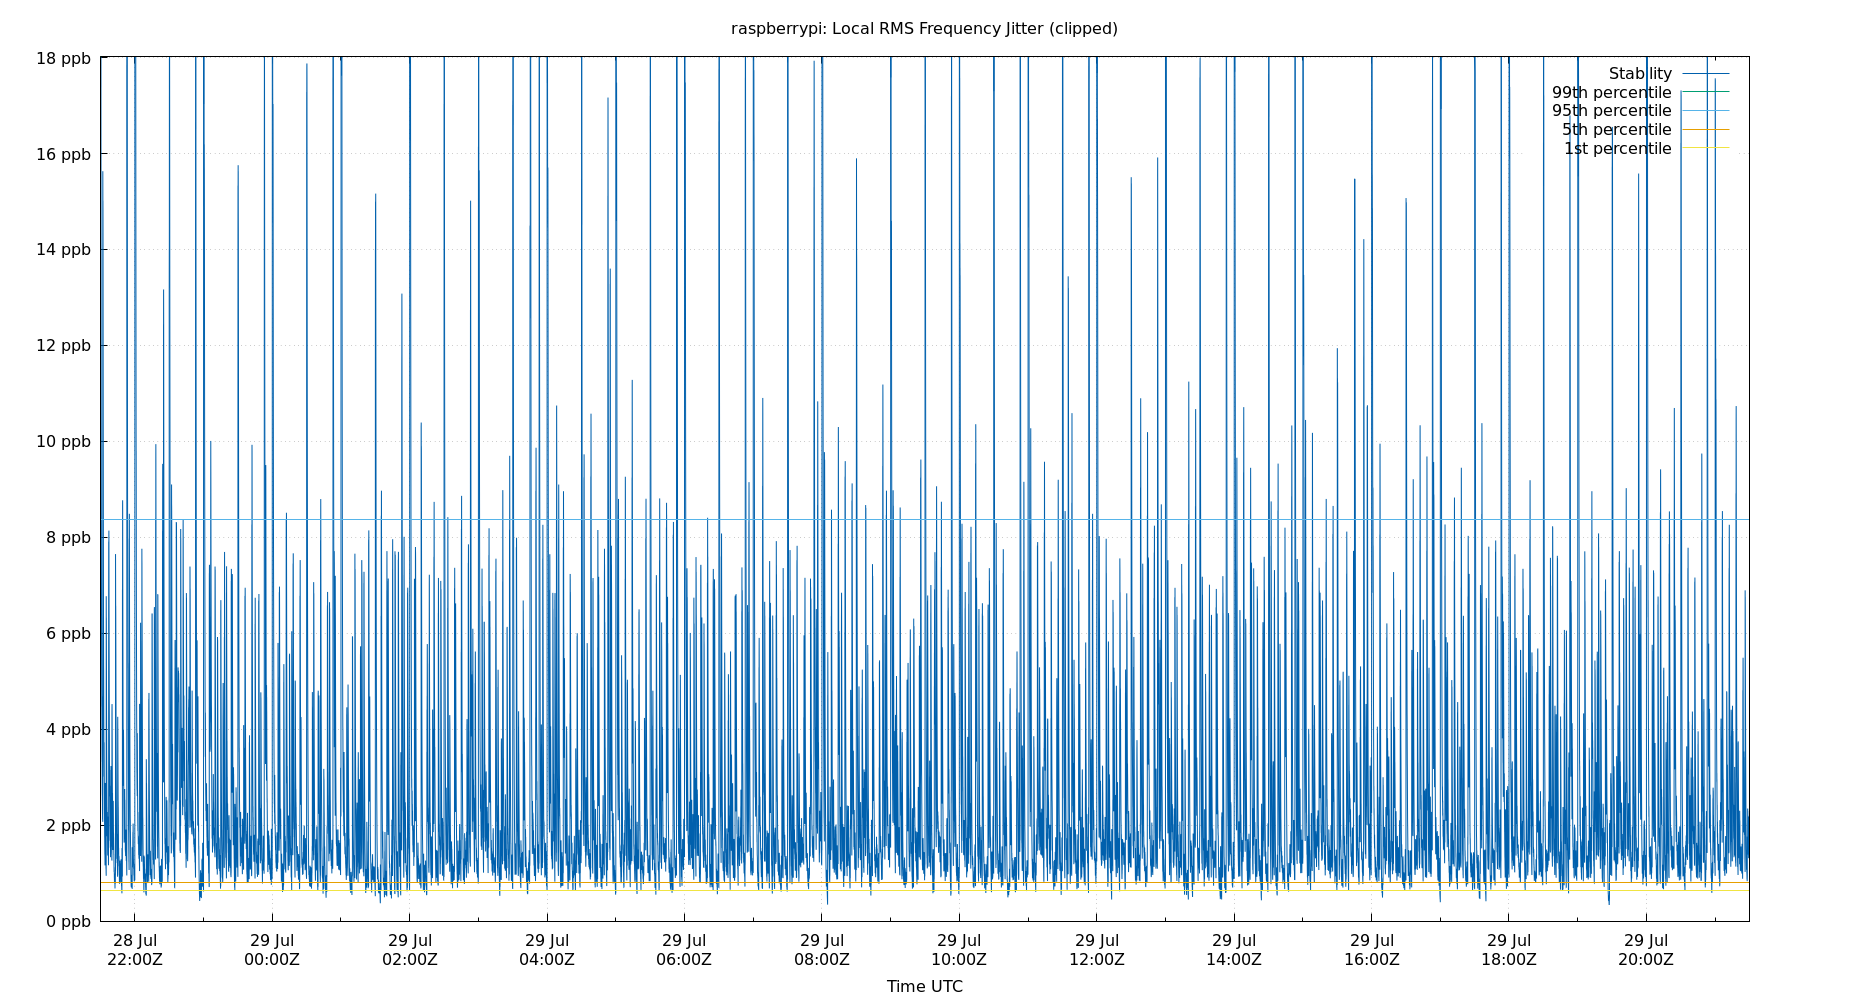 raspberrypi: Local RMS Frequency Jitter (clipped)
18 ppb
16 ppb
14 ppb
12 ppb
10 ppb
8 ppb
6 ppb
4 ppb
2 ppb
0 ppb
Stability
99th percentile
95th percentile
5th percentile
1st percentile
28 Jul 29 Jul 29 Jul 29 Jul 29 Jul 29 Jul 29 Jul 29 Jul 29 Jul 29 Jul 29 Jul 29 Jul
22:00Z 00:00Z 02:00Z 04:00Z 06:00Z 08:00Z 10:00Z 12:00Z 14:00Z 16:00Z 18:00Z 20:00Z
Time UTC